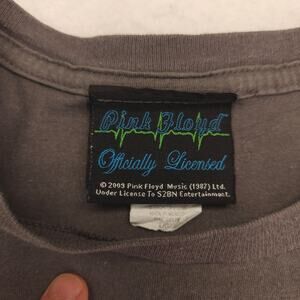 Pink Floyd
Officially Licensed
© 2009 Pink Floyd Music (1987) Ltd.
Under License To S2BN Entertainment.